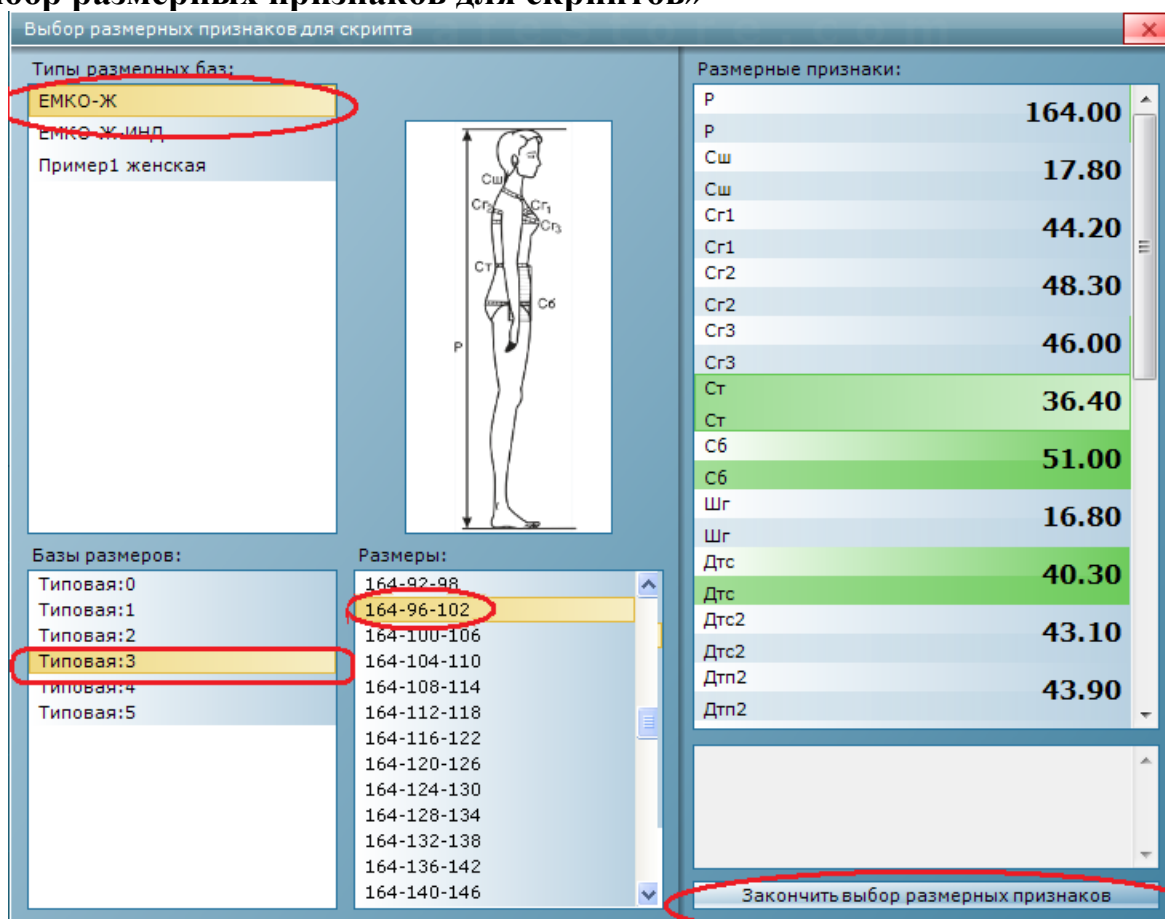 бор размерных признаков для скриптов»
Выбор размерных признаков для скрипта
Типы размерных баз:
ЕМКО-Ж
ЕМКО-Ж-ИНД
Пример1 женская
Сш
Сг2
Сг1
Сг3
Ст
Сб
Р
Базы размеров:
Типовая:0
Типовая:1
Типовая:2
Типовая:3
Типовая:4
Типовая:5
Размеры:
164-92-98
164-96-102
164-100-106
164-104-110
164-108-114
164-112-118
164-116-122
164-120-126
164-124-130
164-128-134
164-132-138
164-136-142
164-140-146
Размерные признаки:
Р
164.00
Р
Сш
17.80
Сш
Сг1
44.20
Сг1
Сг2
48.30
Сг2
Сг3
46.00
Сг3
Ст
36.40
Ст
Сб
51.00
Сб
Шг
16.80
Шг
Дтс
40.30
Дтс
Дтс2
43.10
Дтс2
Дтп2
43.90
Дтп2
Закончить выбор размерных признаков